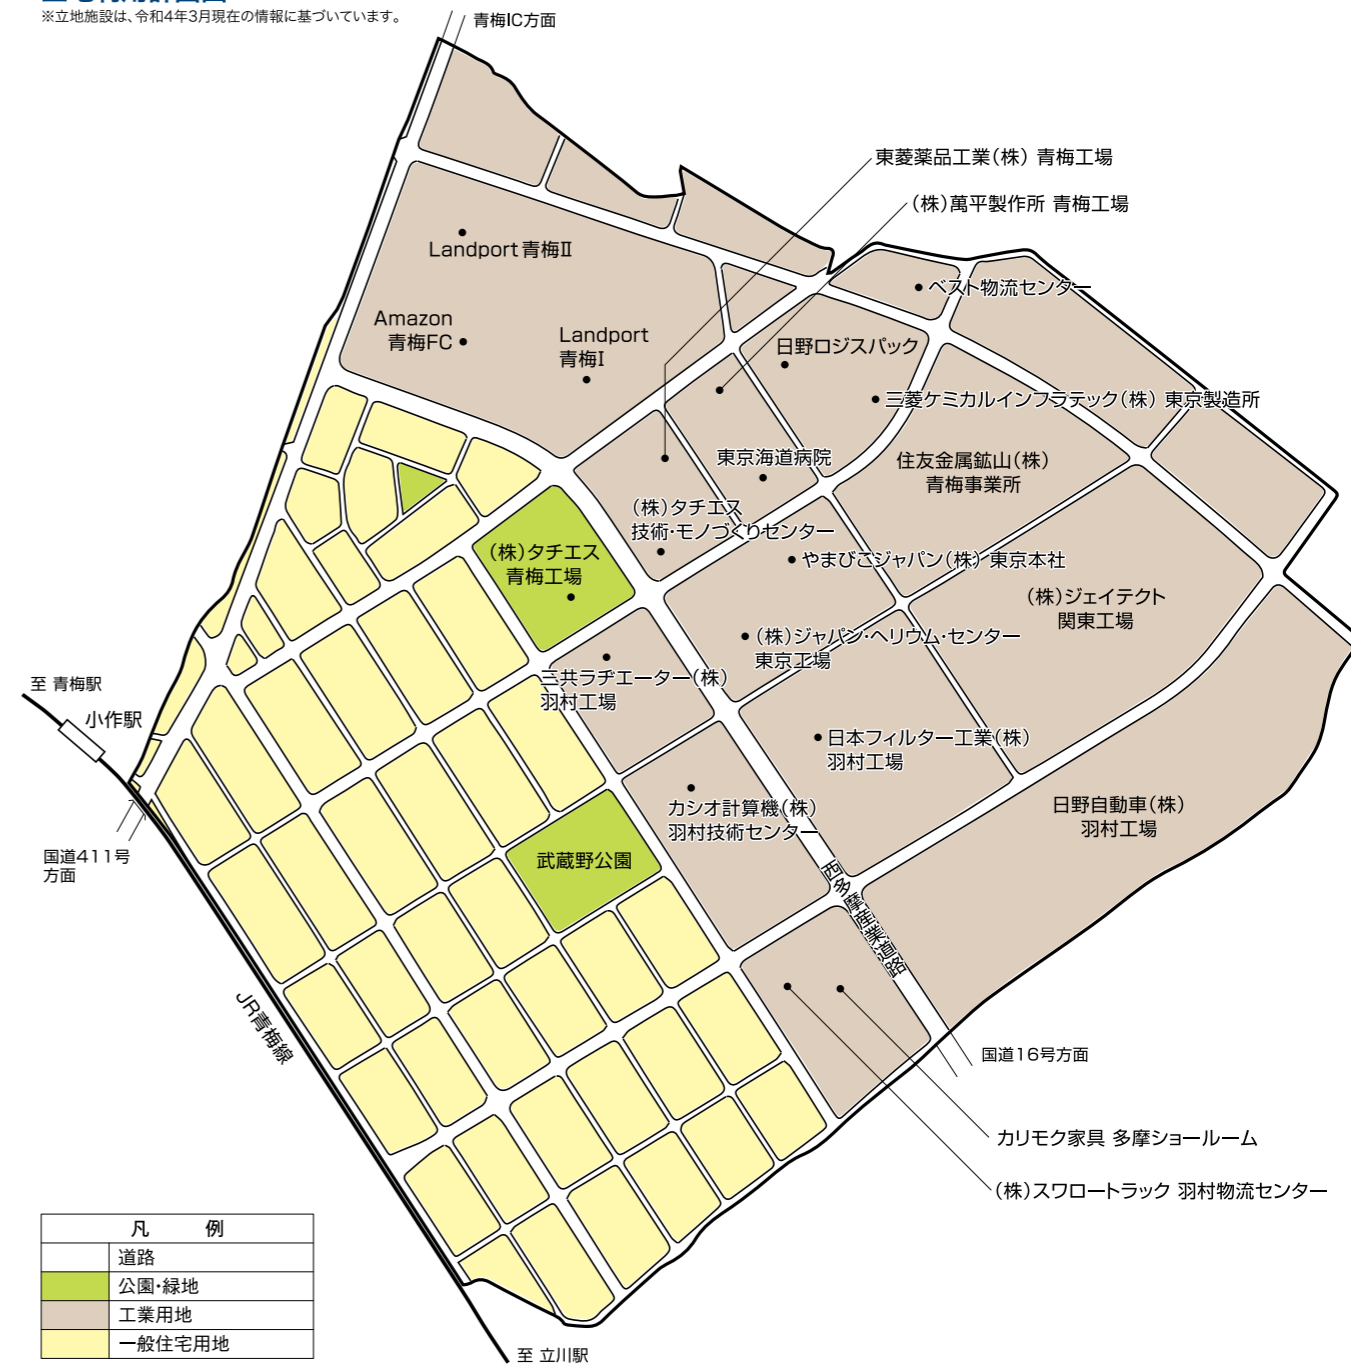 ※立地施設は、令和4年3月現在の情報に基づいています。
青梅IC方面
東菱薬品工業(株) 青梅工場
(株)萬平製作所 青梅工場
Landport 青梅Ⅱ
ベスト物流センター
Amazon
青梅FC
Landport
青梅Ⅰ
日野ロジスパック
三菱ケミカルインフラテック(株) 東京製造所
東京海道病院
住友金属鉱山(株)
青梅事業所
(株)タチエス
技術・モノづくりセンター
(株)タチエス
青梅工場
やまびこジャパン(株) 東京本社
(株)ジェイテクト
関東工場
(株)ジャパン・ヘリウム・センター
東京工場
三共ラヂエーター(株)
羽村工場
至 青梅駅
小作駅
日本フィルター工業(株)
羽村工場
カシオ計算機(株)
羽村技術センター
日野自動車(株)
羽村工場
国道411号
方面
武蔵野公園
西多摩産業道路
JR青梅線
国道16号方面
カリモク家具 多摩ショールーム
(株)スワロートラック 羽村物流センター
凡 例
道路
公園・緑地
工業用地
一般住宅用地
至 立川駅